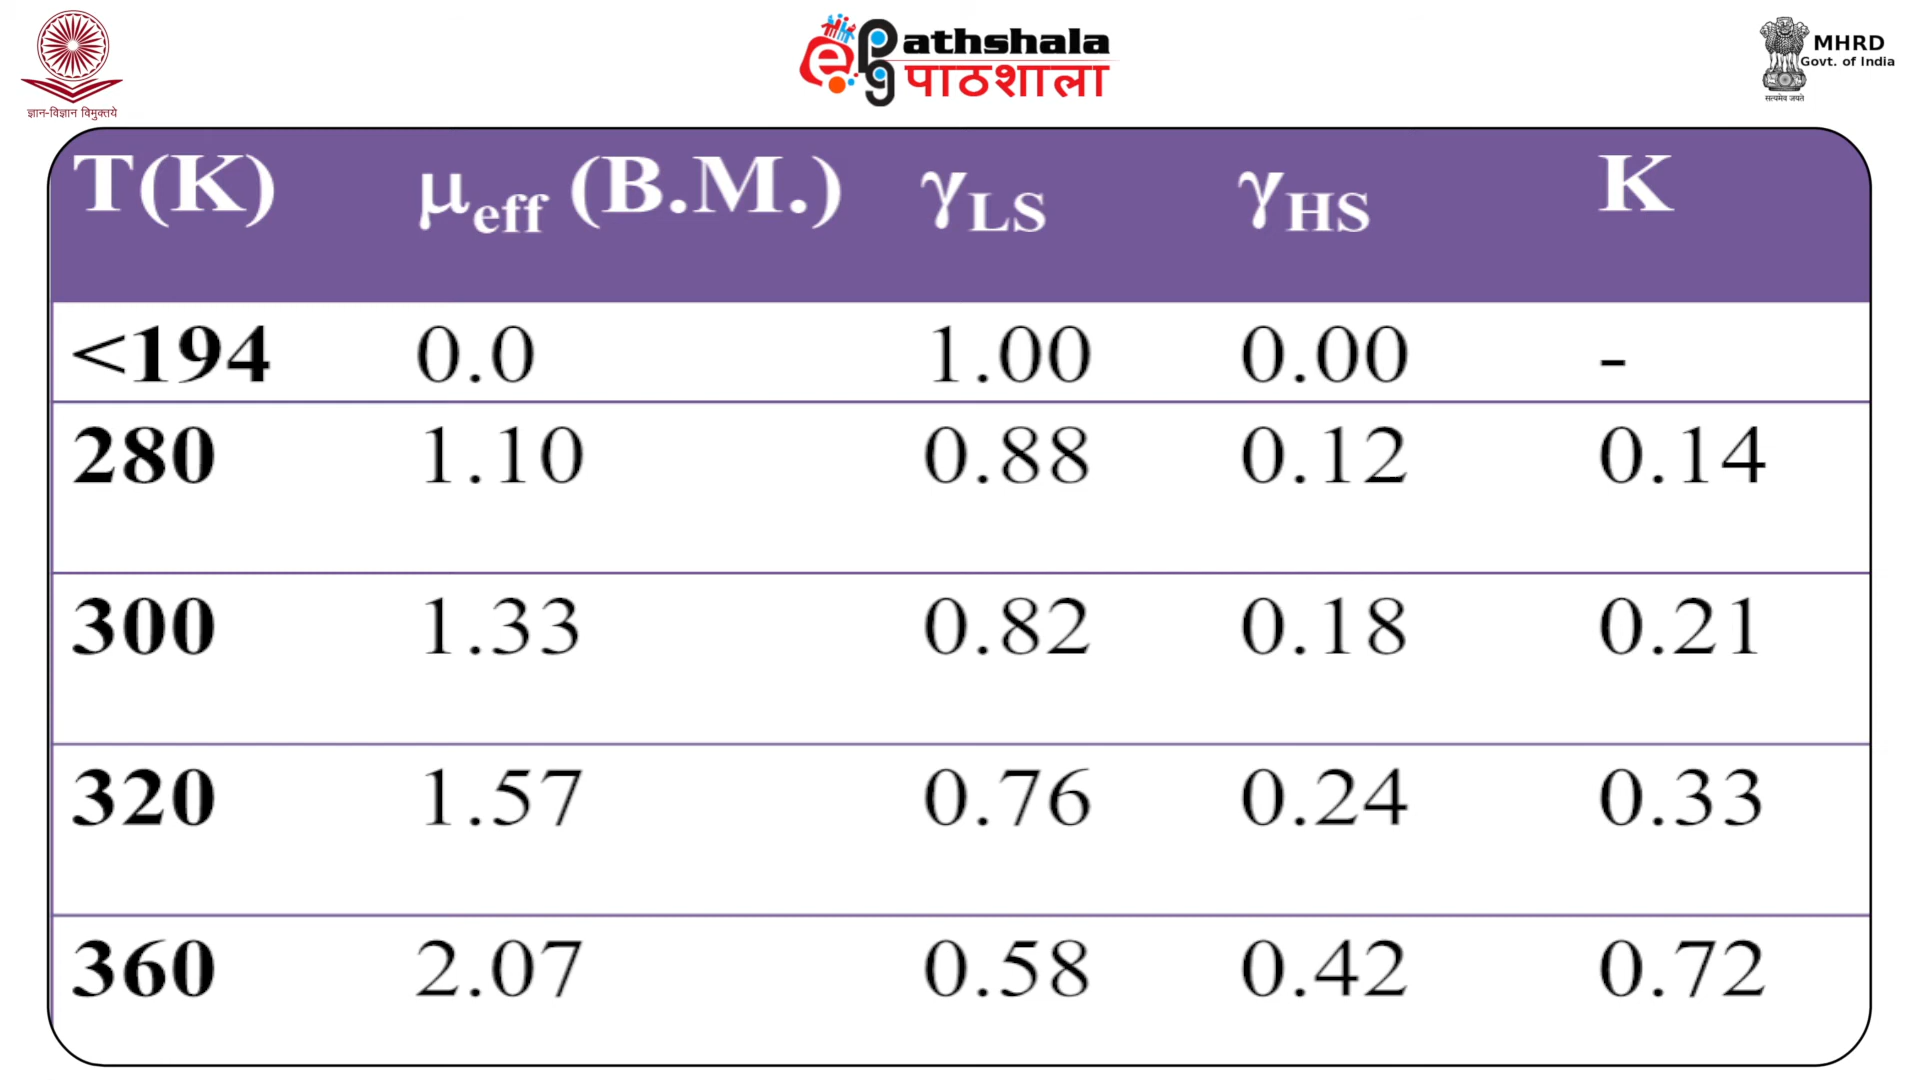 ज्ञान-विज्ञान विमुक्तये
epgathshala
पाठशाला
MHRD
Govt. of India
सत्यमेव जयते
T(K) μeff (B.M.) γLS γHS K
<194 0.0 1.00 0.00 -
280 1.10 0.88 0.12 0.14
300 1.33 0.82 0.18 0.21
320 1.57 0.76 0.24 0.33
360 2.07 0.58 0.42 0.72